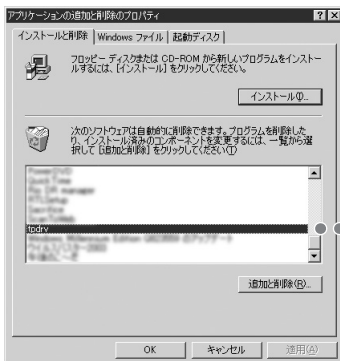 アプリケーションの追加と削除のプロパティ
インストールと削除
Windows ファイル
起動ディスク
フロッピー ディスクまたは CD-ROM から新しいプログラムをインストー
ルするには、[インストール] をクリックしてください。
インストール(I)...
次のソフトウェアは自動的に削除できます。プログラムを削除した
り、インストール済みのコンポーネントを変更するには、一覧から選
択して [追加と削除] をクリックしてください(T)
tpdrv
追加と削除(R)...
OK
キャンセル
適用(A)